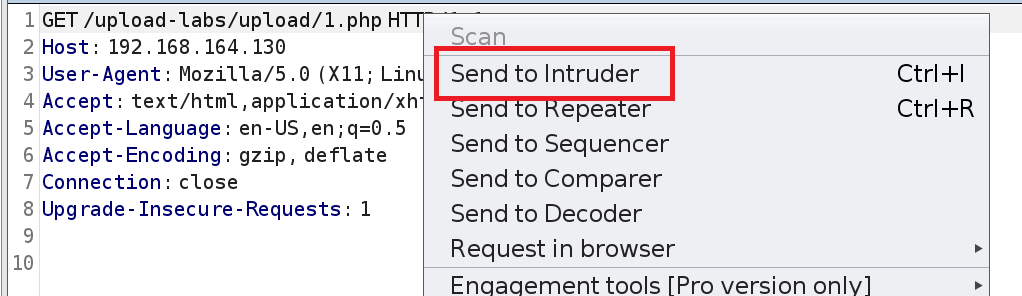 1 GET /upload-labs/upload/1.php HTTP/1.1
2 Host: 192.168.164.130
3 User-Agent: Mozilla/5.0 (X11; Linu
4 Accept: text/html,application/xht
5 Accept-Language: en-US,en;q=0.5
6 Accept-Encoding: gzip, deflate
7 Connection: close
8 Upgrade-Insecure-Requests: 1
9
10
Scan
Send to Intruder Ctrl+I
Send to Repeater Ctrl+R
Send to Sequencer
Send to Comparer
Send to Decoder
Request in browser
Engagement tools [Pro version only]